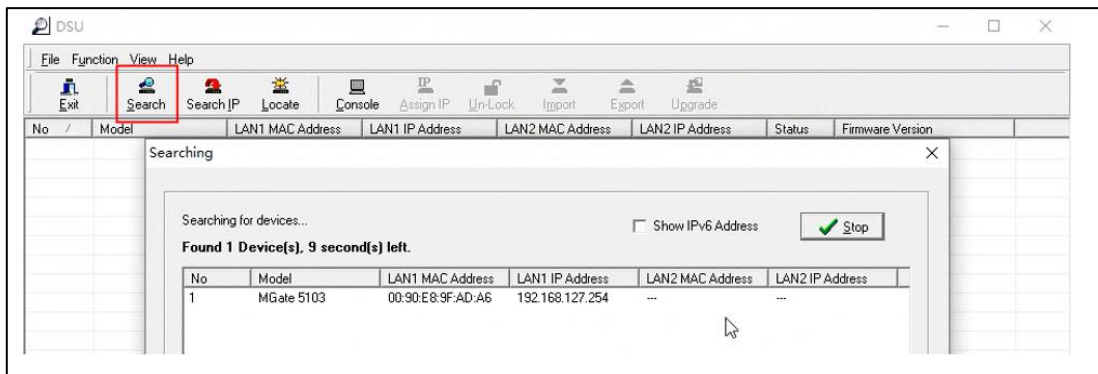 DSU
File Function View Help
Exit Search Search IP Locate Console Assign IP Un-Lock Import Export Upgrade
No / Model LAN1 MAC Address LAN1 IP Address LAN2 MAC Address LAN2 IP Address Status Firmware Version
Searching
Searching for devices...
Show IPv6 Address
Stop
Found 1 Device(s), 9 second(s) left.
No Model LAN1 MAC Address LAN1 IP Address LAN2 MAC Address LAN2 IP Address
1 MGate 5103 00:90:E8:9F:AD:A6 192.168.127.254 --- ---